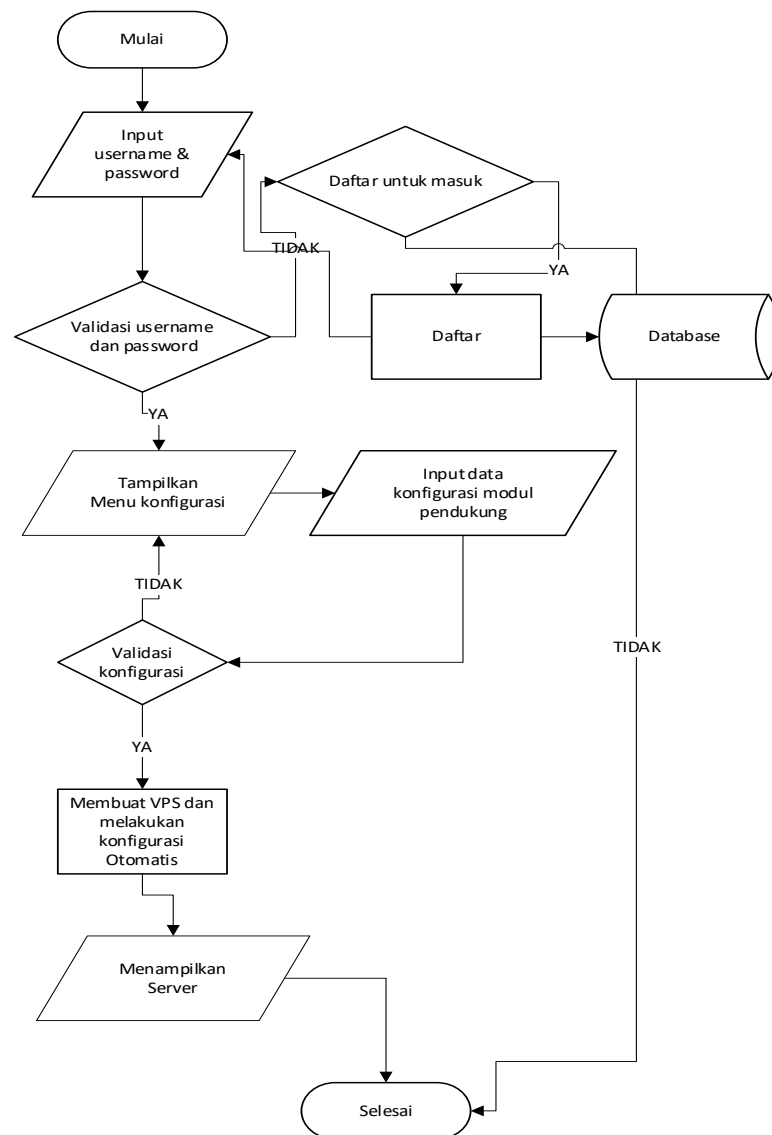 Mulai
Input
username &
password
Daftar untuk masuk
TIDAK
YA
Validasi username
dan password
Daftar
Database
YA
Tampilkan
Menu konfigurasi
Input data
konfigurasi modul
pendukung
TIDAK
Validasi
konfigurasi
TIDAK
YA
Membuat VPS dan
melakukan
konfigurasi
Otomatis
Menampilkan
Server
Selesai